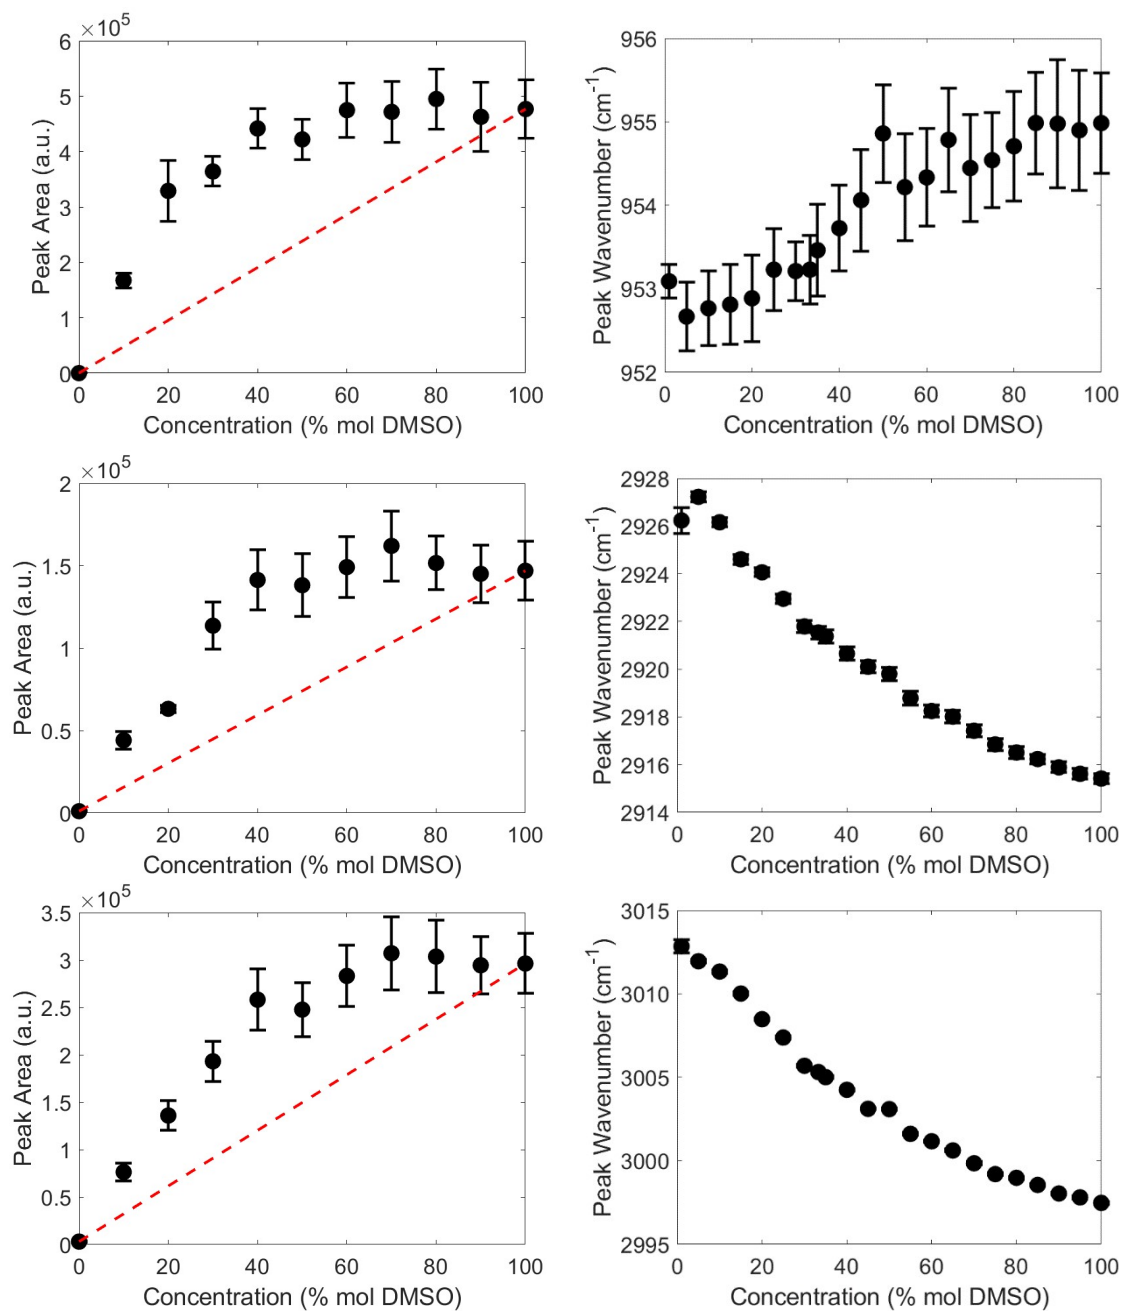 ×10⁵
6
5
4
3
2
1
0
0 20 40 60 80 100
Peak Area (a.u.)
Concentration (% mol DMSO)
956
955
954
953
952
0 20 40 60 80 100
Peak Wavenumber (cm⁻¹)
Concentration (% mol DMSO)
×10⁵
2
1.5
1
0.5
0
0 20 40 60 80 100
Peak Area (a.u.)
Concentration (% mol DMSO)
2928
2926
2924
2922
2920
2918
2916
2914
0 20 40 60 80 100
Peak Wavenumber (cm⁻¹)
Concentration (% mol DMSO)
×10⁵
3.5
3
2.5
2
1.5
1
0.5
0
0 20 40 60 80 100
Peak Area (a.u.)
Concentration (% mol DMSO)
3015
3010
3005
3000
2995
0 20 40 60 80 100
Peak Wavenumber (cm⁻¹)
Concentration (% mol DMSO)